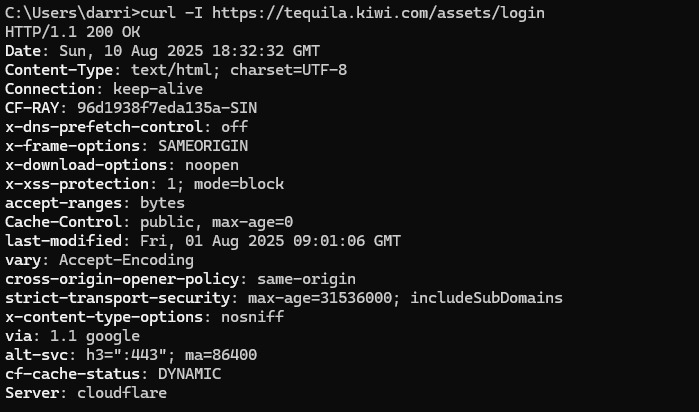 C:\Users\darri>curl -I https://tequila.kiwi.com/assets/login
HTTP/1.1 200 OK
Date: Sun, 10 Aug 2025 18:32:32 GMT
Content-Type: text/html; charset=UTF-8
Connection: keep-alive
CF-RAY: 96d1938f7eda135a-SIN
x-dns-prefetch-control: off
x-frame-options: SAMEORIGIN
x-download-options: noopen
x-xss-protection: 1; mode=block
accept-ranges: bytes
Cache-Control: public, max-age=0
last-modified: Fri, 01 Aug 2025 09:01:06 GMT
vary: Accept-Encoding
cross-origin-opener-policy: same-origin
strict-transport-security: max-age=31536000; includeSubDomains
x-content-type-options: nosniff
via: 1.1 google
alt-svc: h3=":443"; ma=86400
cf-cache-status: DYNAMIC
Server: cloudflare